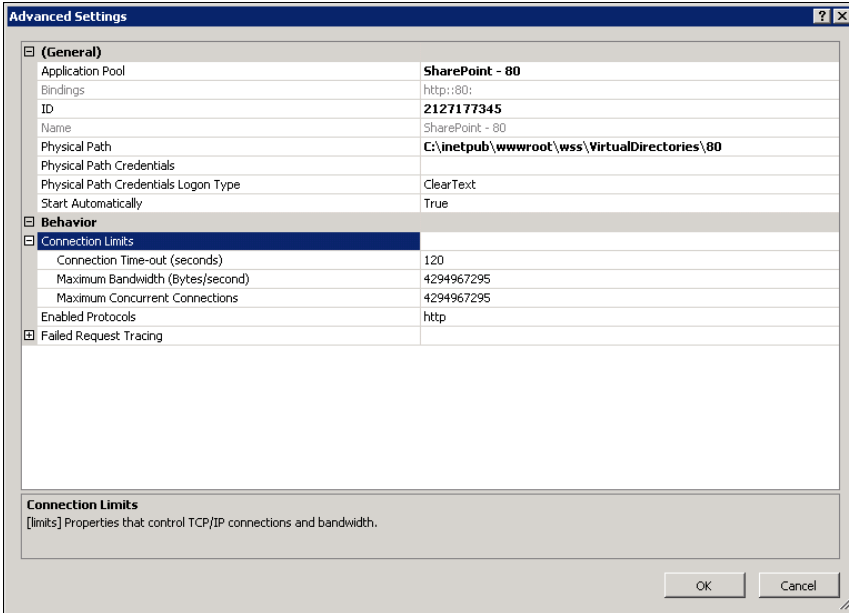 Advanced Settings
(General)
Application Pool SharePoint - 80
Bindings http::80:
ID 2127177345
Name SharePoint - 80
Physical Path C:\inetpub\wwwroot\wss\VirtualDirectories\80
Physical Path Credentials
Physical Path Credentials Logon Type ClearText
Start Automatically True
Behavior
Connection Limits
Connection Time-out (seconds) 120
Maximum Bandwidth (Bytes/second) 4294967295
Maximum Concurrent Connections 4294967295
Enabled Protocols http
Failed Request Tracing
Connection Limits
[limits] Properties that control TCP/IP connections and bandwidth.
OK Cancel